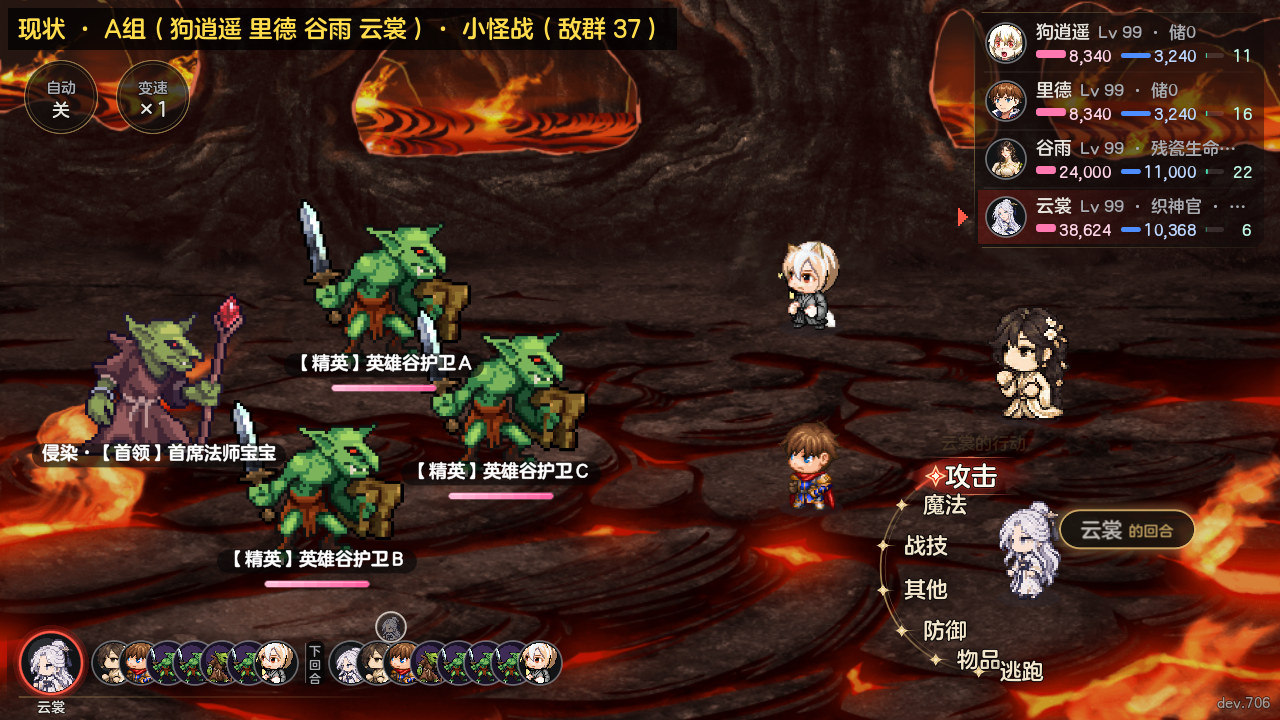 现状 · A组（狗逍遥 里德 谷雨 云裳）· 小怪战（敌群 37）
自动
关
变速
×1
狗逍遥 Lv 99 · 储0
8,340 3,240 11
里德 Lv 99 · 储0
8,340 3,240 16
谷雨 Lv 99 · 残瓷生命…
24,000 11,000 22
云裳 Lv 99 · 织神官 · …
38,624 10,368 6
【精英】英雄谷护卫A
侵染·【首领】首席法师宝宝
【精英】英雄谷护卫C
【精英】英雄谷护卫B
云裳的行动
攻击
魔法
战技
其他
防御
物品
逃跑
云裳 的回合
下回合
云裳
dev.706